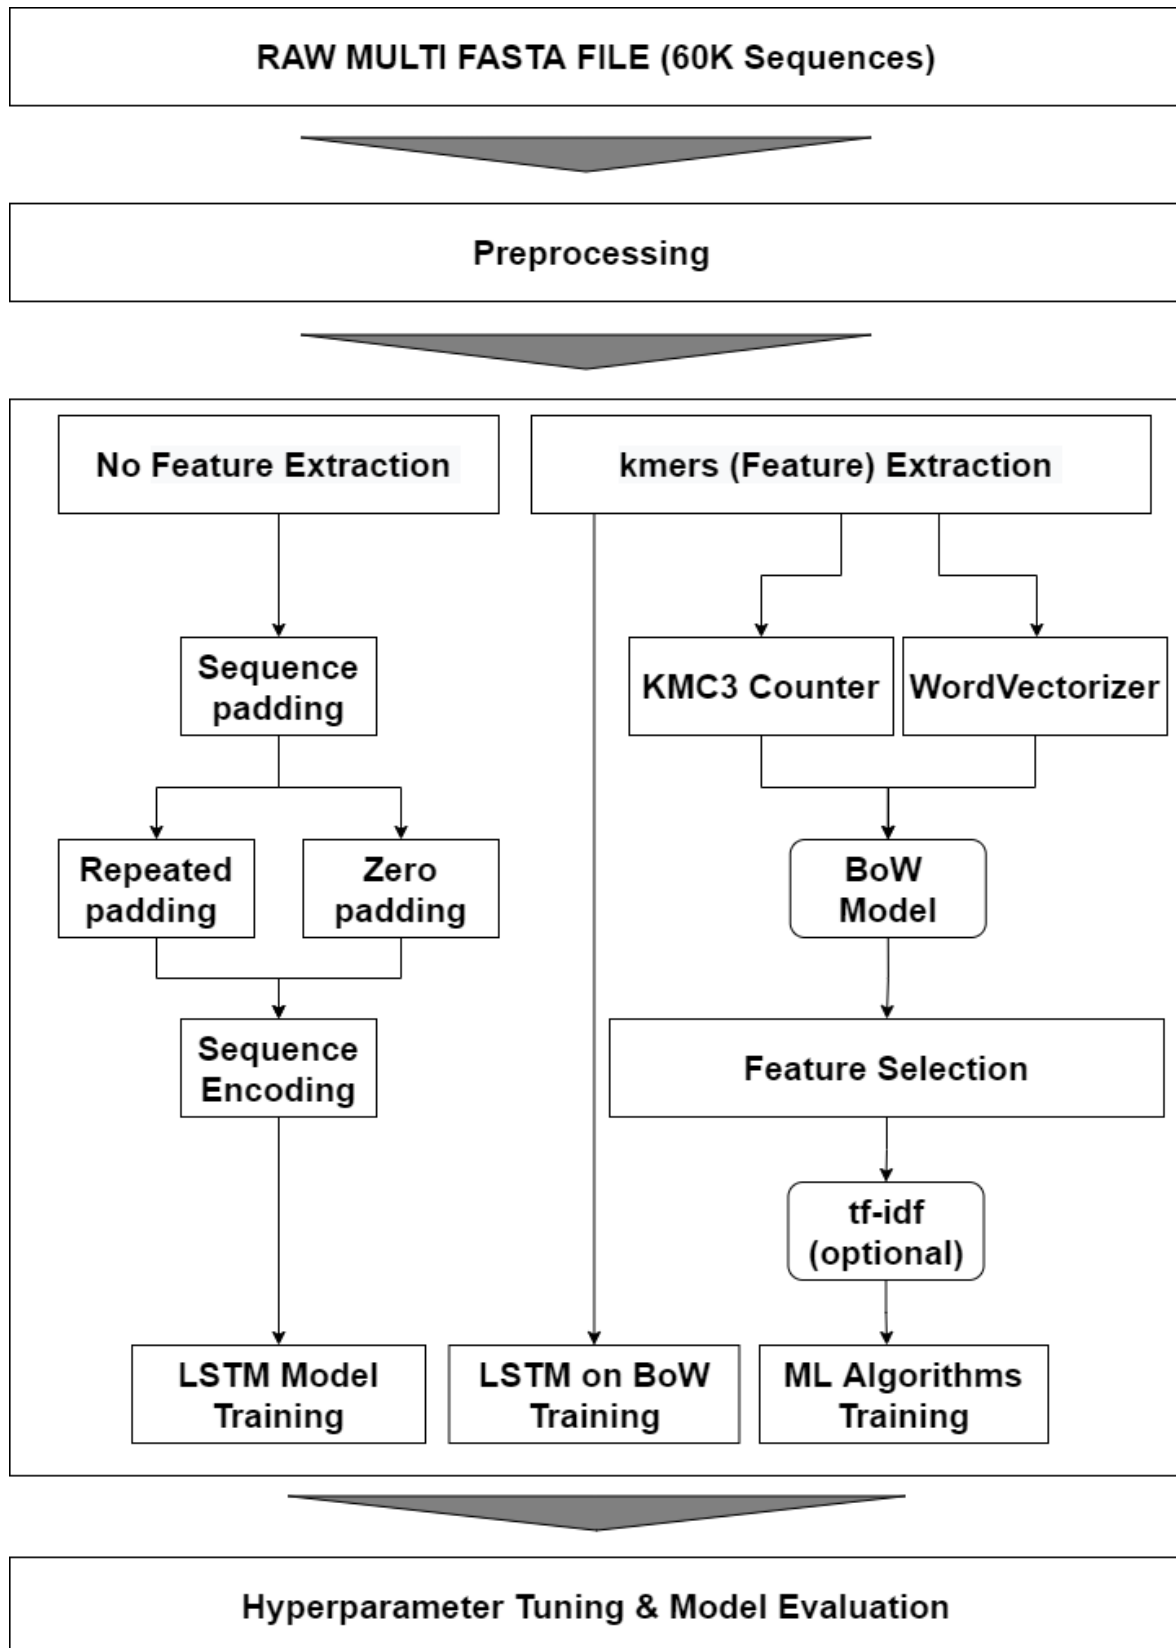 RAW MULTI FASTA FILE (60K Sequences)
Preprocessing
No Feature Extraction
kmers (Feature) Extraction
Sequence
padding
KMC3 Counter
WordVectorizer
Repeated
padding
Zero
padding
BoW
Model
Sequence
Encoding
Feature Selection
tf-idf
(optional)
LSTM Model
Training
LSTM on BoW
Training
ML Algorithms
Training
Hyperparameter Tuning & Model Evaluation